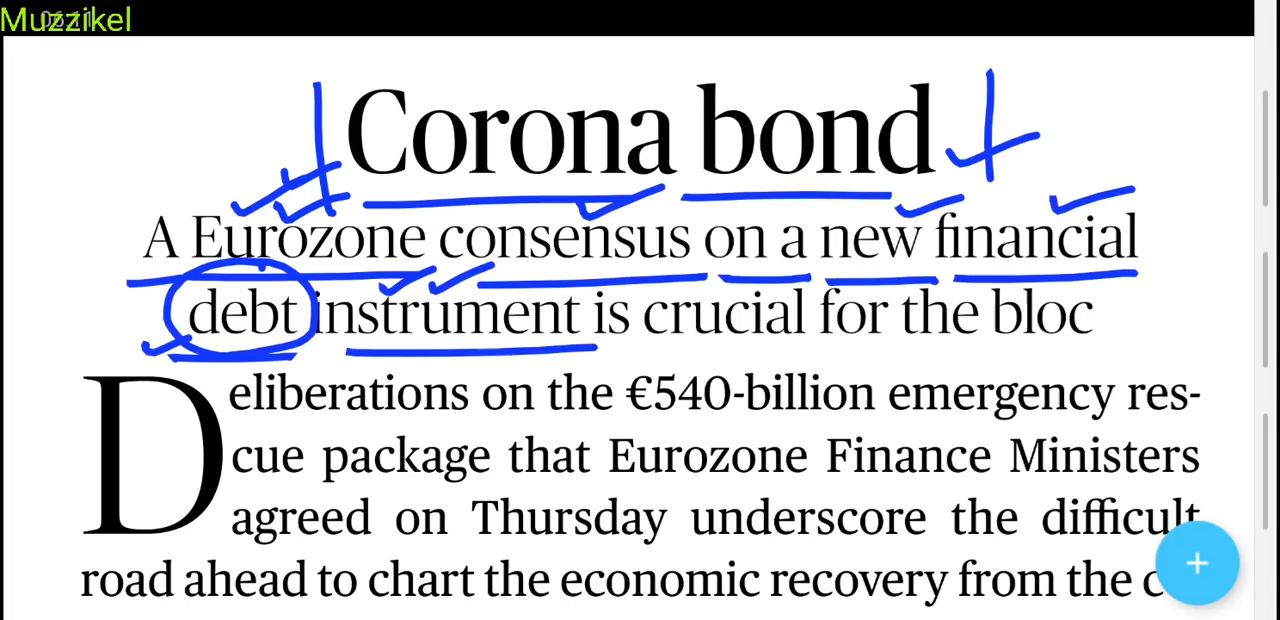 Muzzikel
Corona bond
A Eurozone consensus on a new financial
debt instrument is crucial for the bloc
Deliberations on the €540-billion emergency res-
cue package that Eurozone Finance Ministers
agreed on Thursday underscore the difficult
road ahead to chart the economic recovery from the